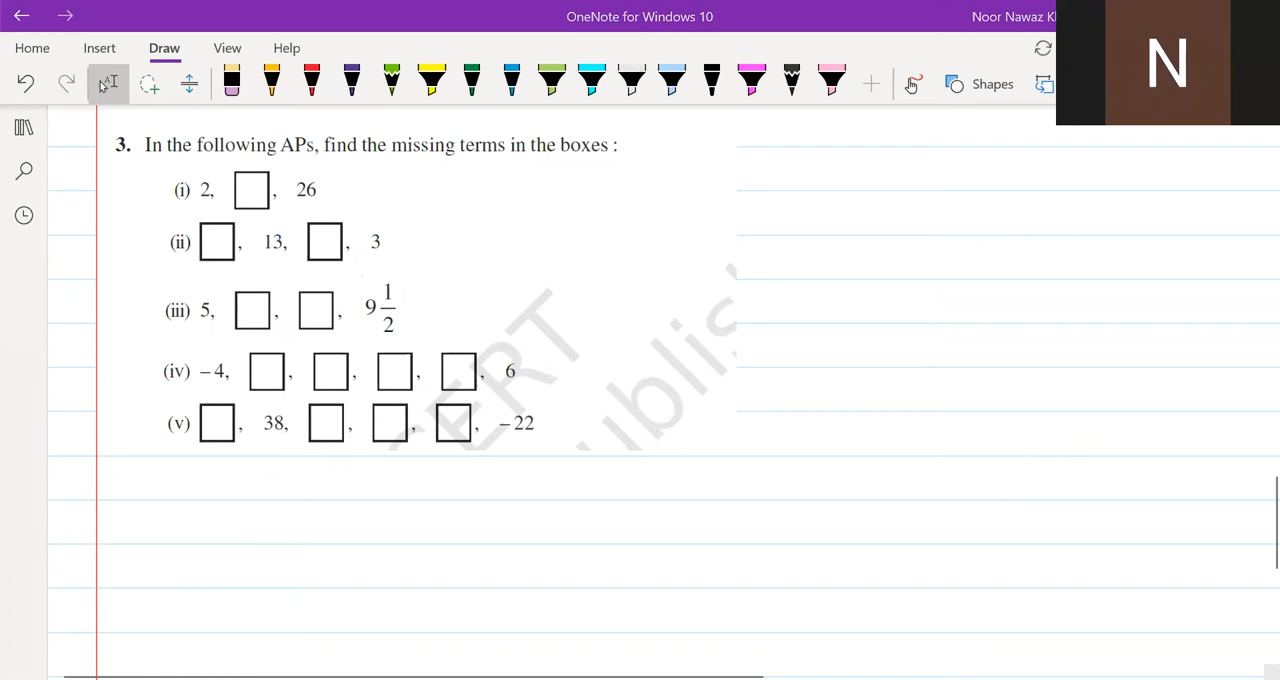 OneNote for Windows 10
Noor Nawaz Kh
N
Home Insert Draw View Help
Shapes
3. In the following APs, find the missing terms in the boxes :
(i) 2, □, 26
(ii) □, 13, □, 3
(iii) 5, □, □, 9 1/2
(iv) – 4, □, □, □, □, 6
(v) □, 38, □, □, □, – 22